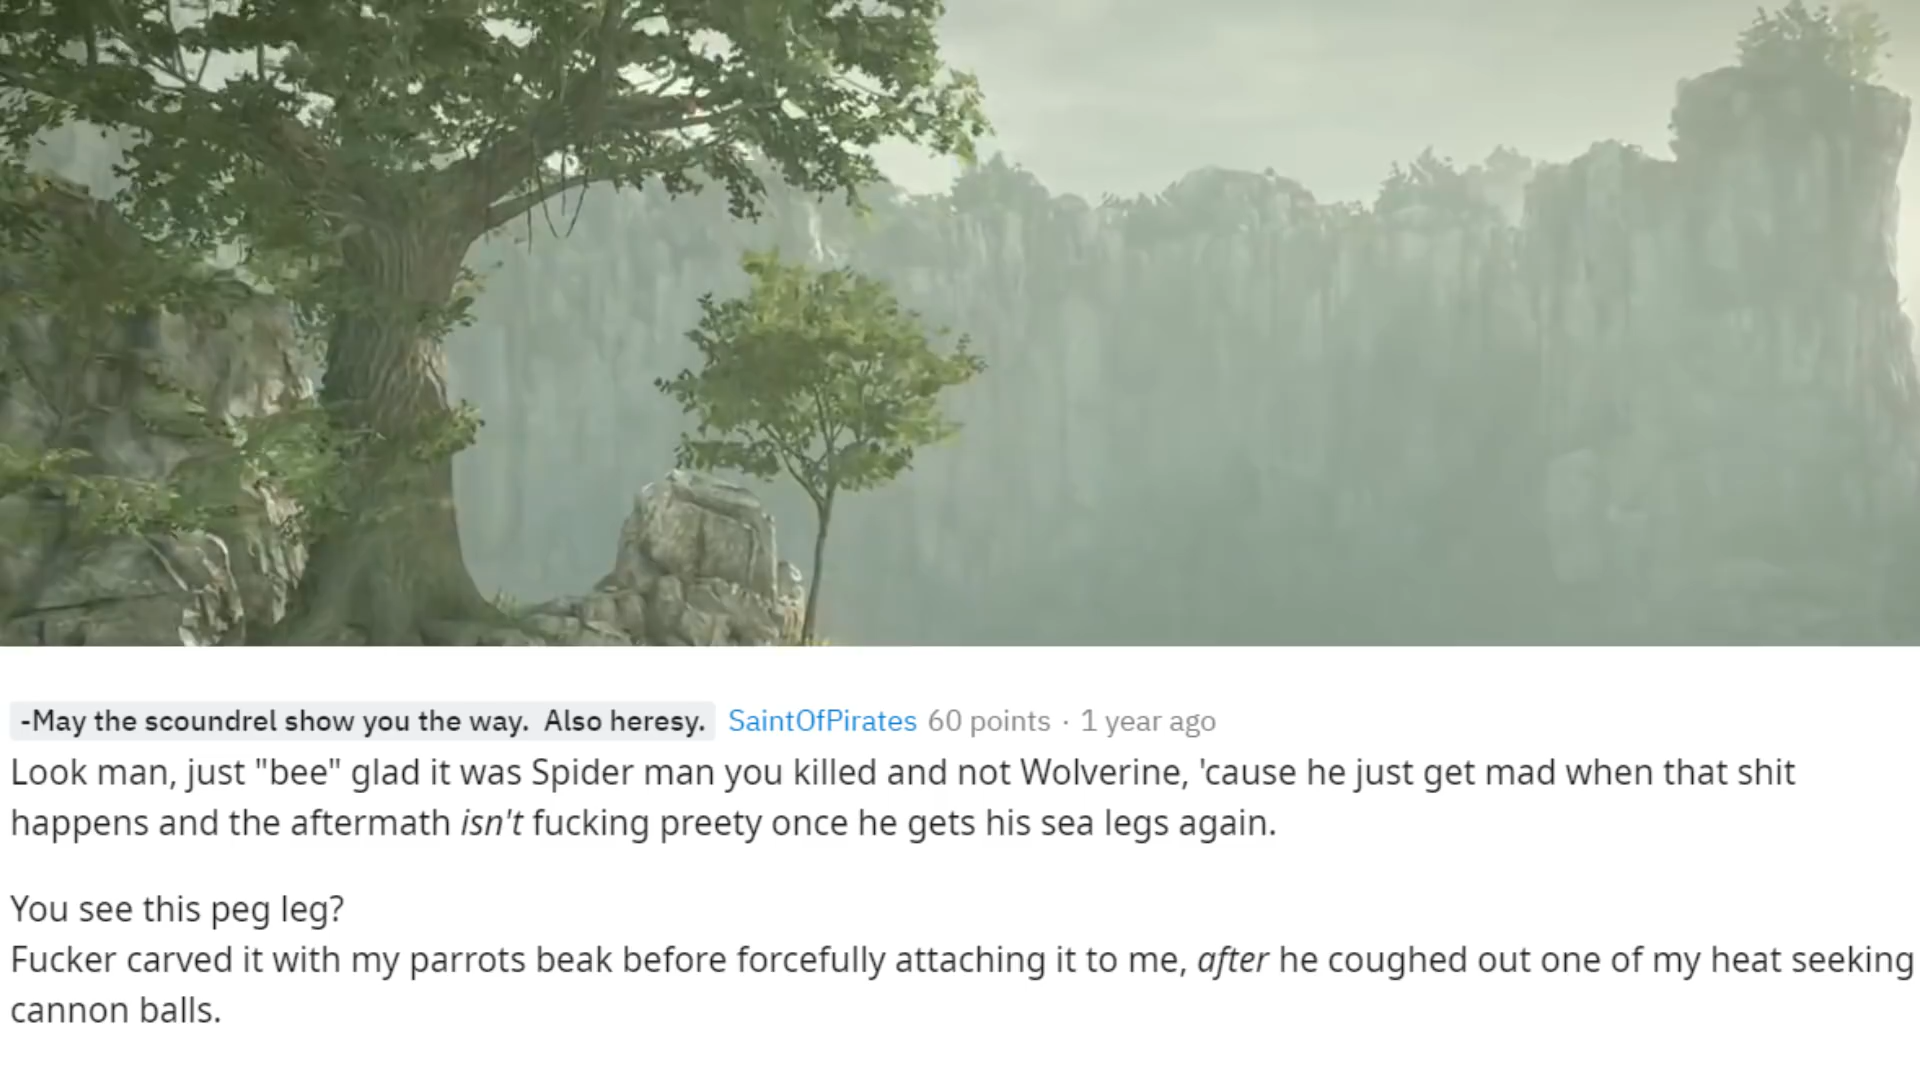 -May the scoundrel show you the way.  Also heresy. SaintOfPirates 60 points · 1 year ago
Look man, just "bee" glad it was Spider man you killed and not Wolverine, 'cause he just get mad when that shit
happens and the aftermath isn't fucking preety once he gets his sea legs again.
You see this peg leg?
Fucker carved it with my parrots beak before forcefully attaching it to me, after he coughed out one of my heat seeking
cannon balls.